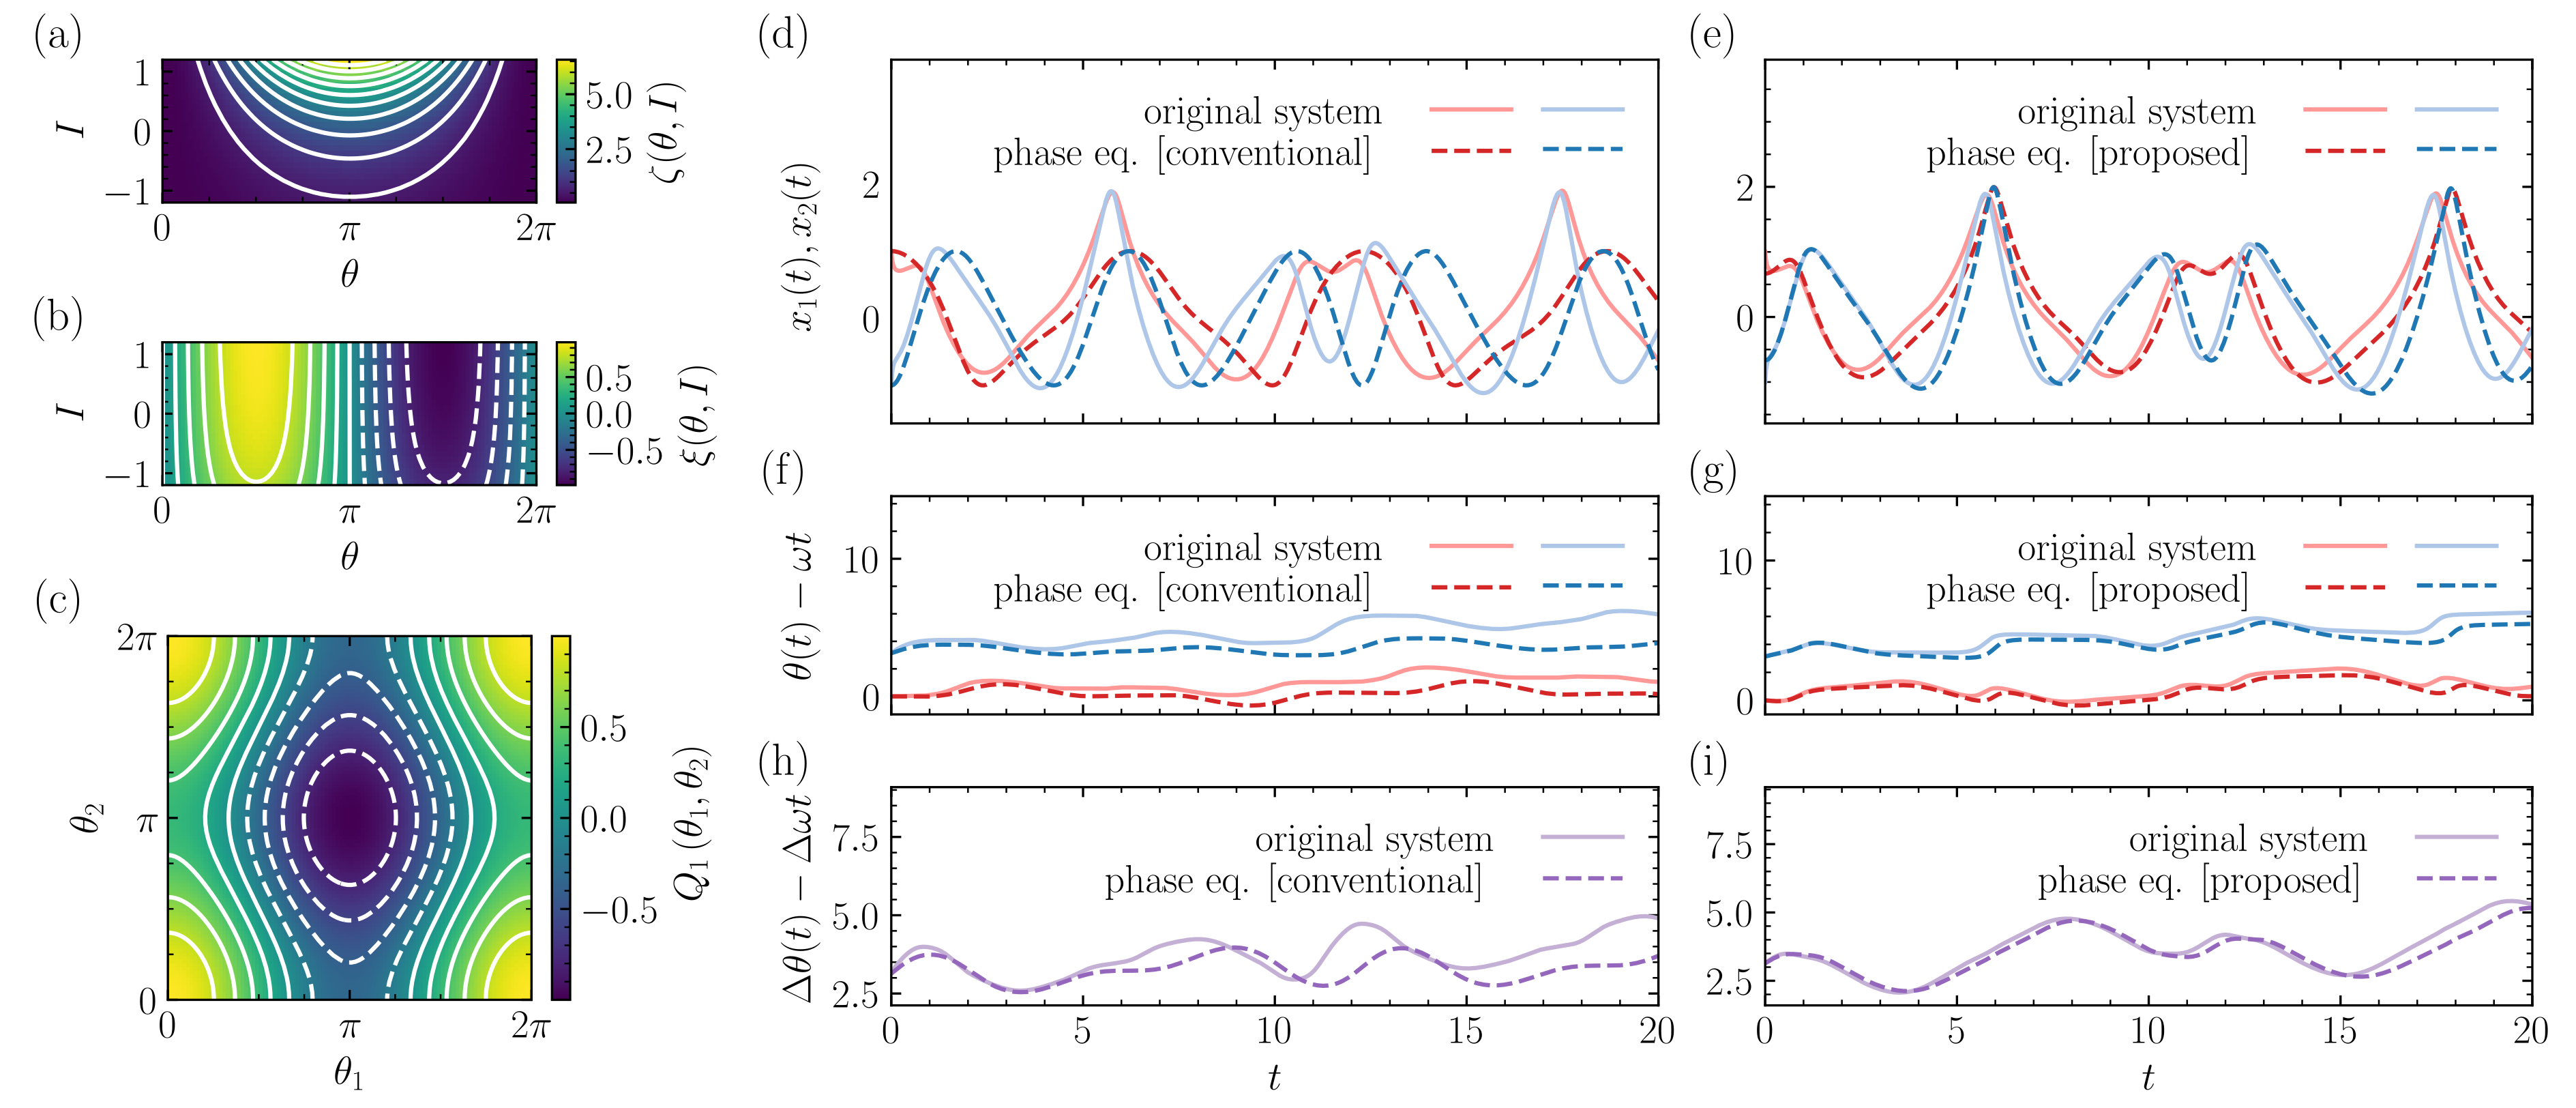 (a)
1
0
−1
I
0
π
2π
θ
5.0
2.5
ζ(θ, I)
(b)
1
0
−1
I
0
π
2π
θ
0.5
0.0
−0.5
ξ(θ, I)
(c)
2π
π
0
θ₂
0
π
2π
θ₁
0.5
0.0
−0.5
Q₁(θ₁, θ₂)
(d)
original system
phase eq. [conventional]
2
0
x₁(t), x₂(t)
(e)
original system
phase eq. [proposed]
2
0
(f)
original system
phase eq. [conventional]
10
0
θ(t) − ωt
(g)
original system
phase eq. [proposed]
10
0
(h)
original system
phase eq. [conventional]
7.5
5.0
2.5
Δθ(t) − Δωt
0
5
10
15
20
t
(i)
original system
phase eq. [proposed]
7.5
5.0
2.5
0
5
10
15
20
t